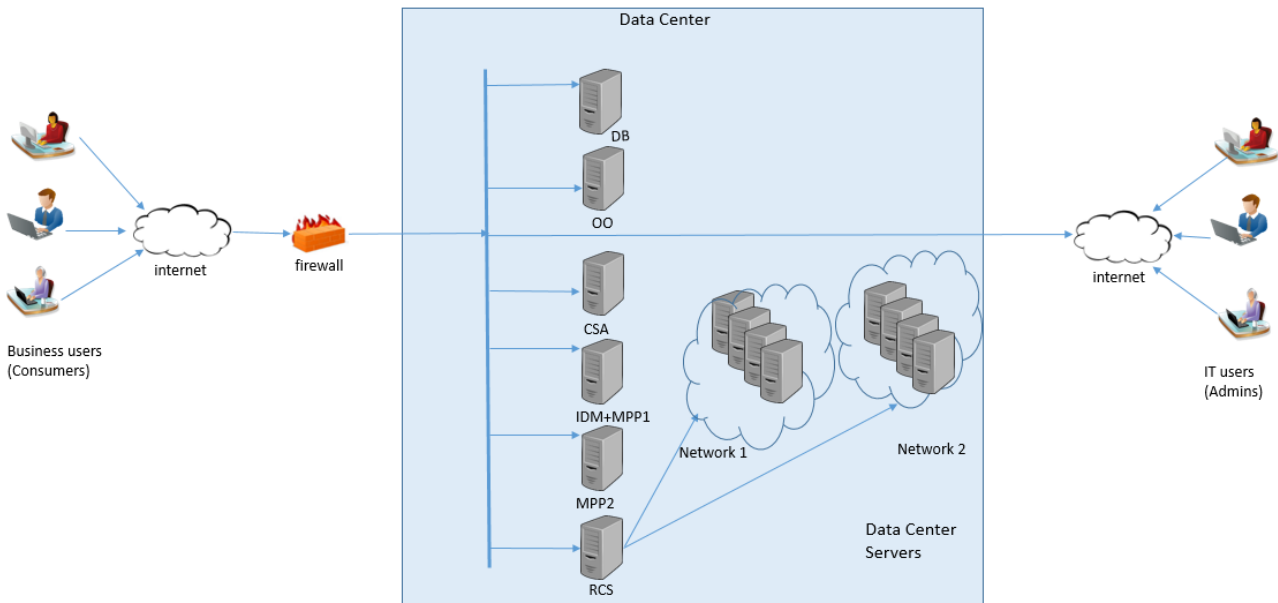 Data Center
DB
OO
internet
firewall
internet
CSA
Business users
(Consumers)
IT users
(Admins)
IDM+MPP1
Network 1
Network 2
MPP2
Data Center
Servers
RCS